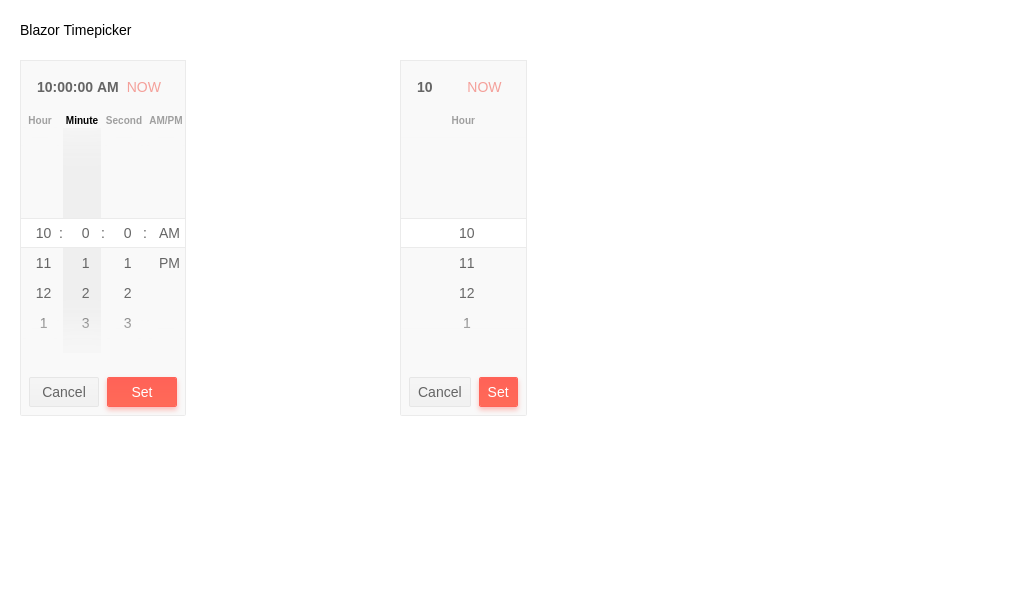 Blazor Timepicker
10:00:00 AM NOW
Hour Minute Second AM/PM
10 : 0 : 0 : AM
11 1 1 PM
12 2 2
1 3 3
Cancel Set
10 NOW
Hour
10
11
12
1
Cancel Set